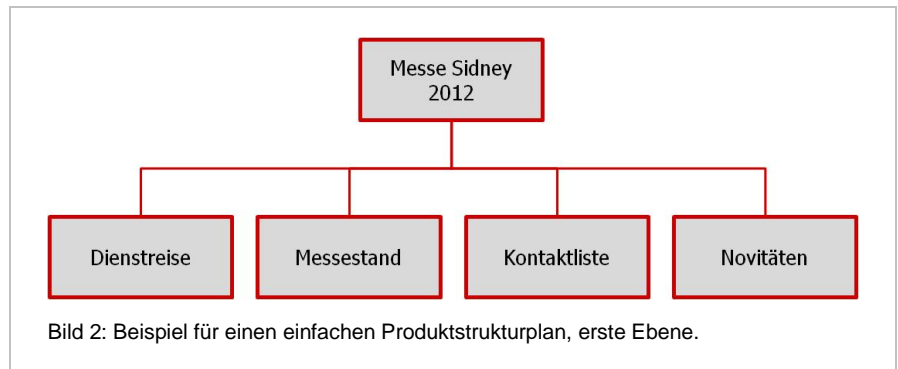 Messe Sidney
2012
Dienstreise
Messestand
Kontaktliste
Novitäten
Bild 2: Beispiel für einen einfachen Produktstrukturplan, erste Ebene.